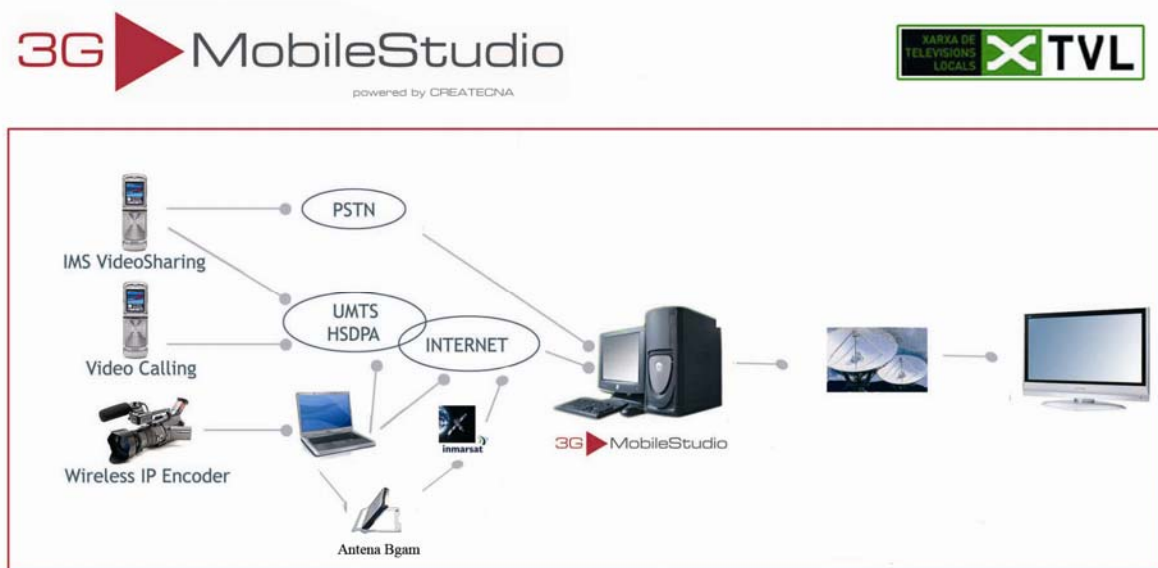 3G MobileStudio
powered by CREATECNA
XARXA DE
TELEVISIONS
LOCALS
XTVL
PSTN
IMS VideoSharing
UMTS
HSDPA
INTERNET
Video Calling
inmarsat
3G MobileStudio
Wireless IP Encoder
Antena Bgam